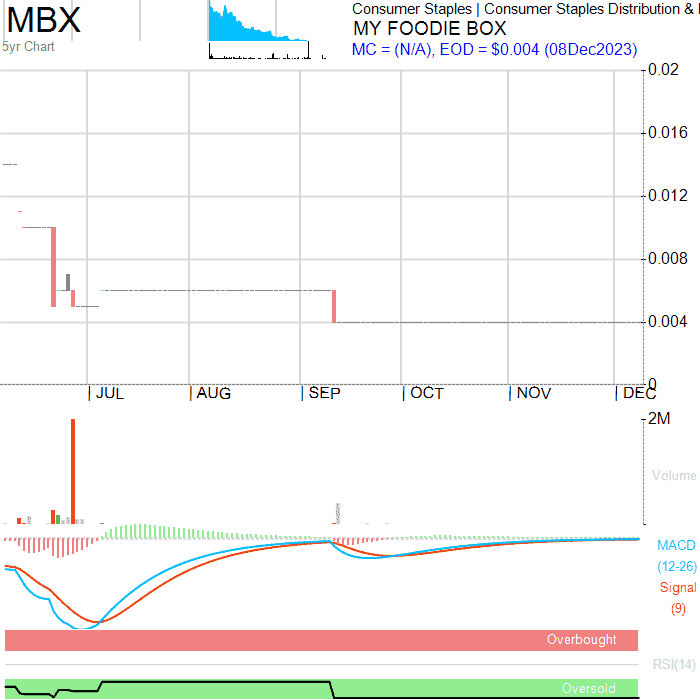 MBX
Consumer Staples | Consumer Staples Distribution &
MY FOODIE BOX
5yr Chart
MC = (N/A), EOD = $0.004 (08Dec2023)
0.02
0.016
0.012
0.008
0.004
0
JUL
AUG
SEP
OCT
NOV
DEC
2M
Volume
MACD
(12-26)
Signal
(9)
Overbought
RSI(14)
Oversold